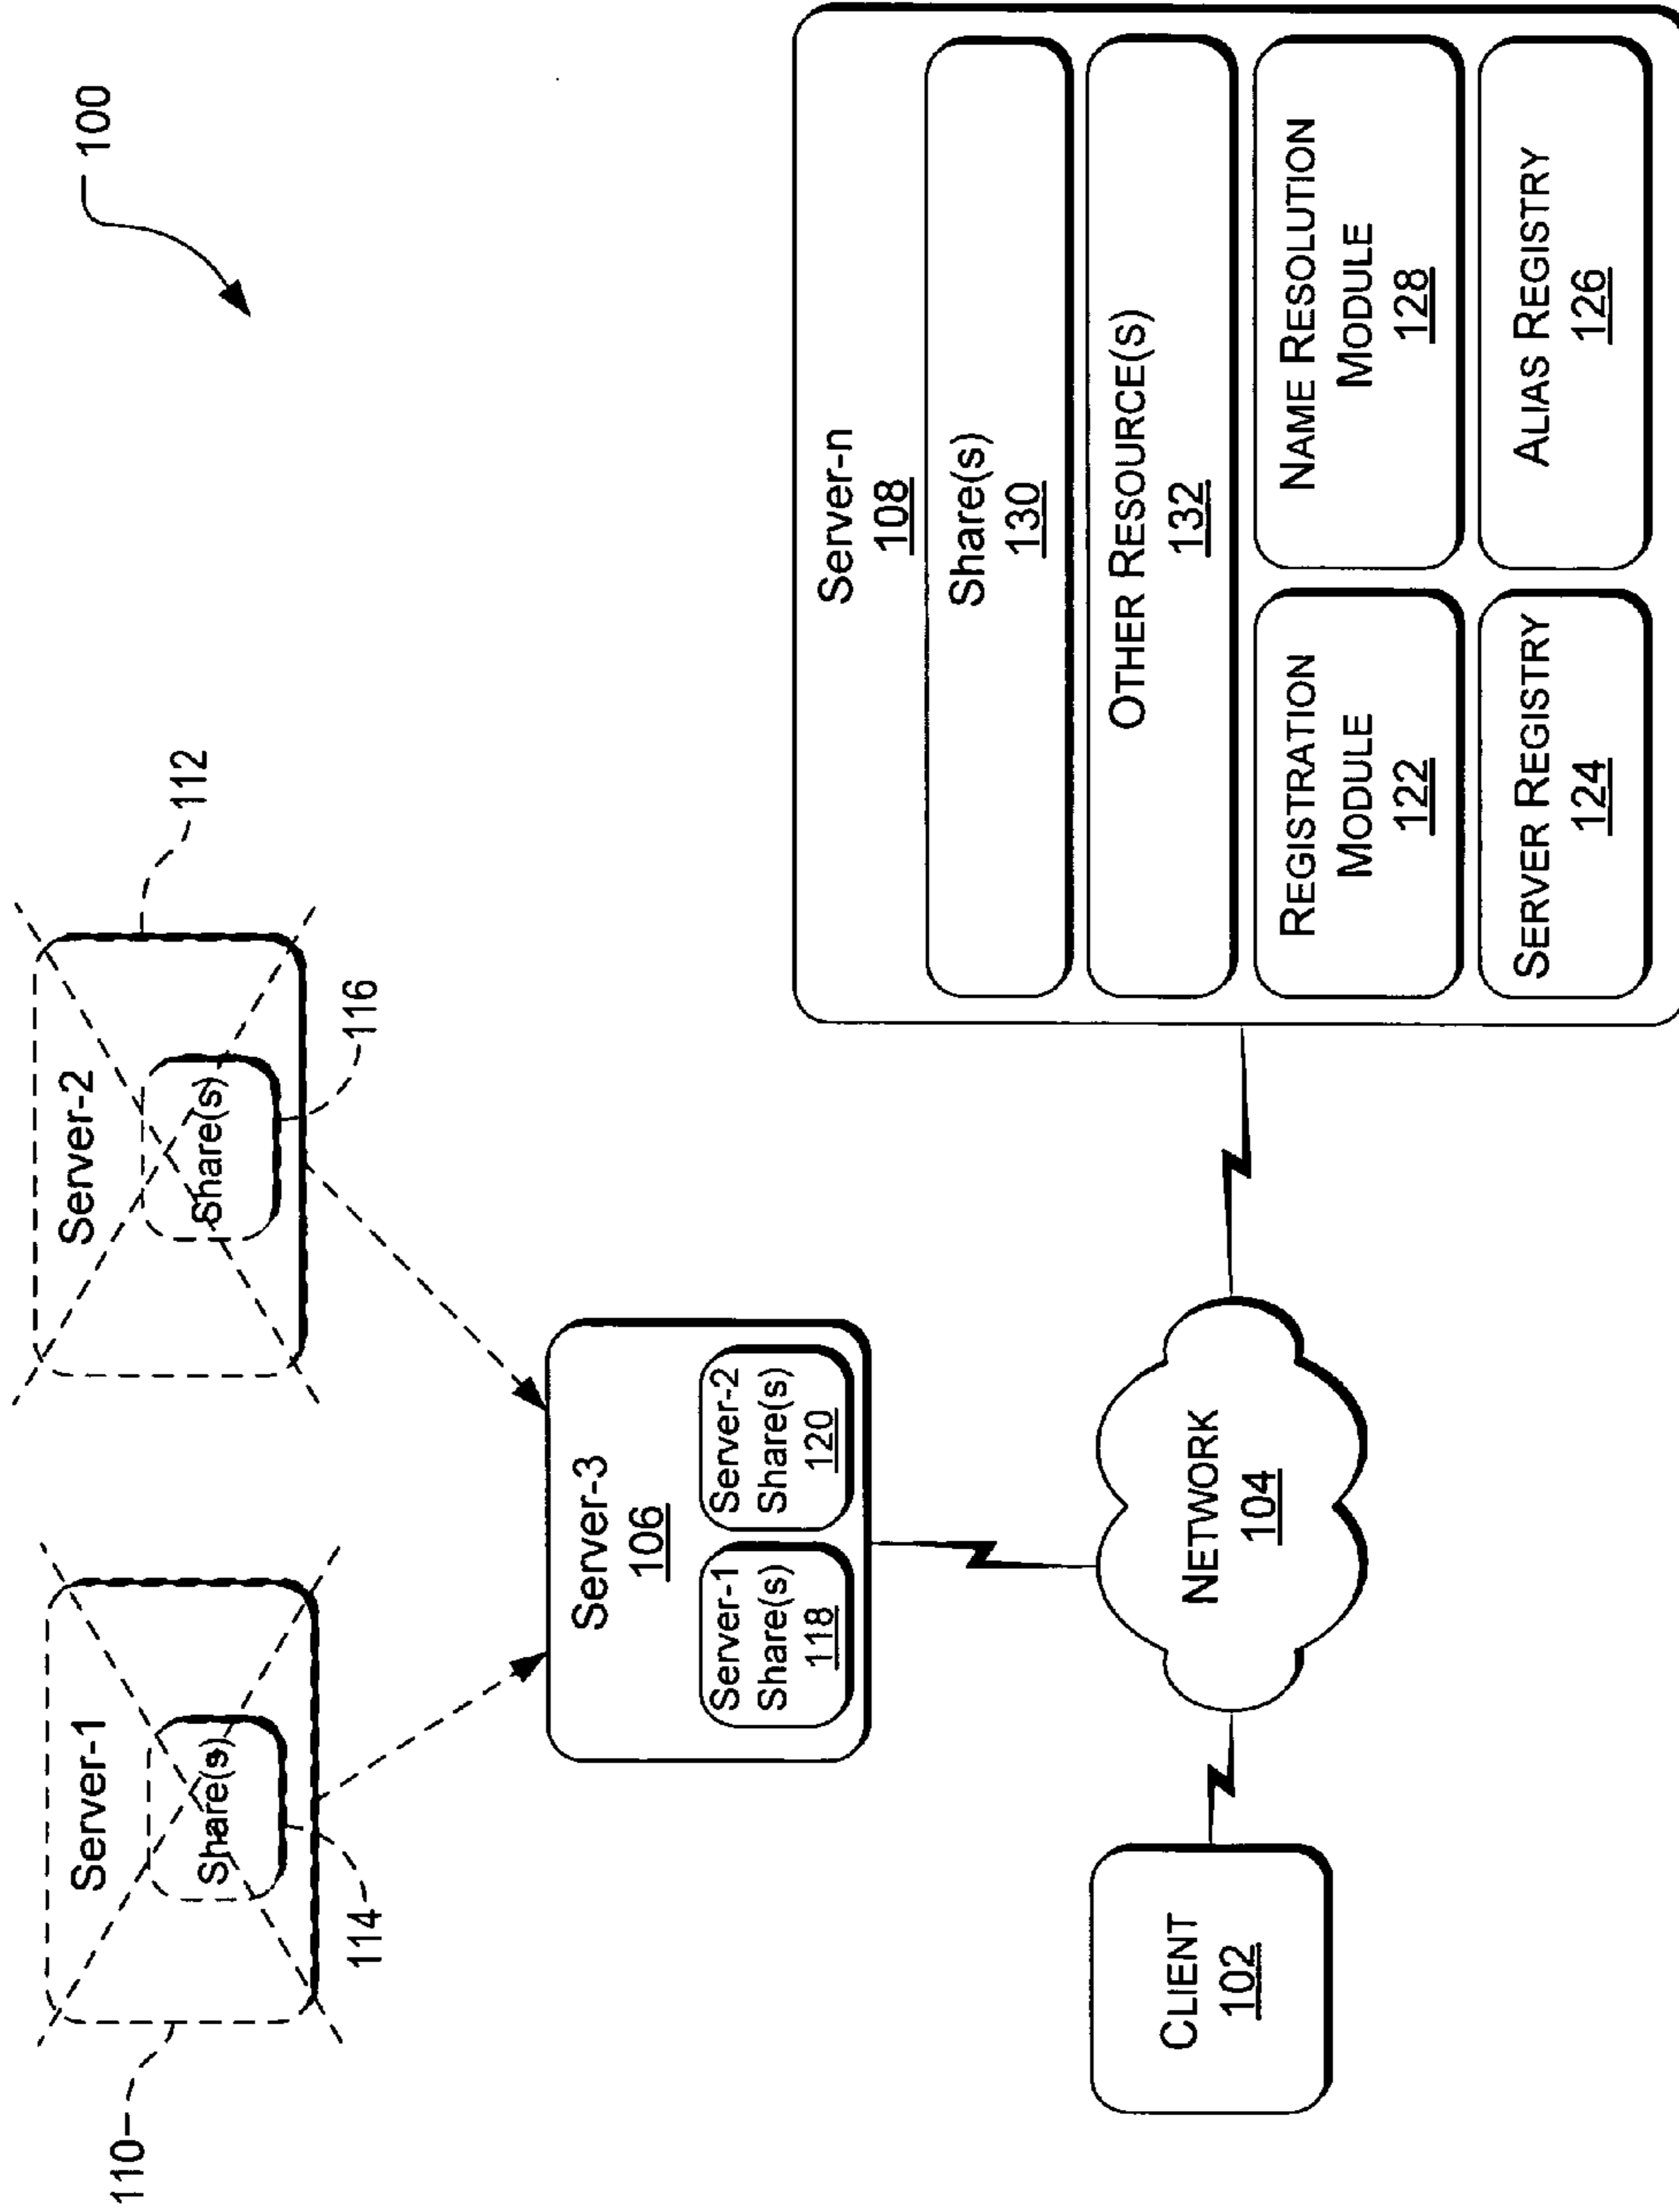 100
Server-1
Share(s)
110
114
Server-2
Share(s)
112
116
Server-3
106
Server-1
Share(s)
118
Server-2
Share(s)
120
CLIENT
102
NETWORK
104
Server-n
108
Share(s)
130
OTHER RESOURCE(S)
132
REGISTRATION
MODULE
122
NAME RESOLUTION
MODULE
128
SERVER REGISTRY
124
ALIAS REGISTRY
126